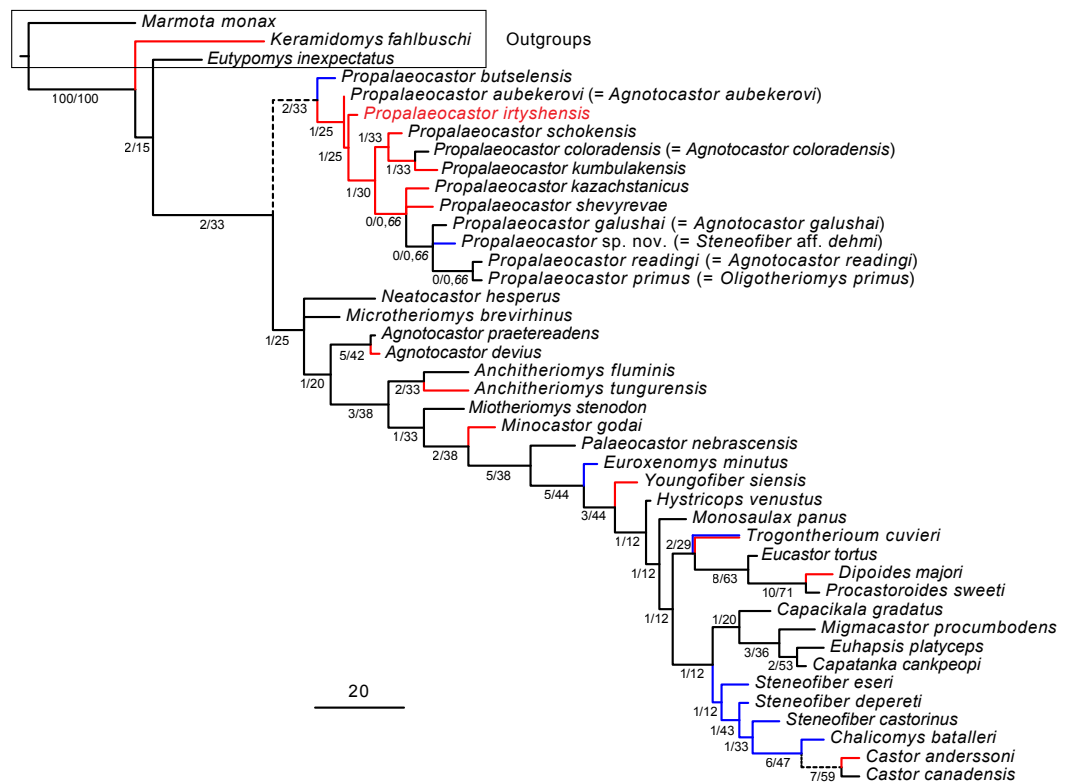 Marmota monax
Keramidomys fahlbuschi
Outgroups
Eutypomys inexpectatus
100/100
Propalaeocastor butselensis
2/33
Propalaeocastor aubekerovi (= Agnotocastor aubekerovi)
1/25
Propalaeocastor irtyshensis
2/15
1/25
1/33
Propalaeocastor schokensis
Propalaeocastor coloradensis (= Agnotocastor coloradensis)
1/33
Propalaeocastor kumbulakensis
1/30
Propalaeocastor kazachstanicus
Propalaeocastor shevyrevae
2/33
0/0,66
Propalaeocastor galushai (= Agnotocastor galushai)
Propalaeocastor sp. nov. (= Steneofiber aff. dehmi)
0/0,66
Propalaeocastor readingi (= Agnotocastor readingi)
0/0,66
Propalaeocastor primus (= Oligotheriomys primus)
Neatocastor hesperus
Microtheriomys brevirhinus
1/25
Agnotocastor praetereadens
5/42
Agnotocastor devius
1/20
Anchitheriomys fluminis
2/33
Anchitheriomys tungurensis
3/38
Miotheriomys stenodon
1/33
Minocastor godai
2/38
Palaeocastor nebrascensis
5/38
Euroxenomys minutus
5/44
Youngofiber siensis
3/44
Hystricops venustus
1/12
Monosaulax panus
2/29
Trogontherioum cuvieri
Eucastor tortus
1/12
8/63
Dipoides majori
10/71
Procastoroides sweeti
1/12
1/20
Capacikala gradatus
Migmacastor procumbodens
3/36
Euhapsis platyceps
2/53
Capatanka cankpeopi
1/12
Steneofiber eseri
20
1/12
Steneofiber depereti
1/43
Steneofiber castorinus
1/33
Chalicomys batalleri
6/47
Castor anderssoni
7/59
Castor canadensis